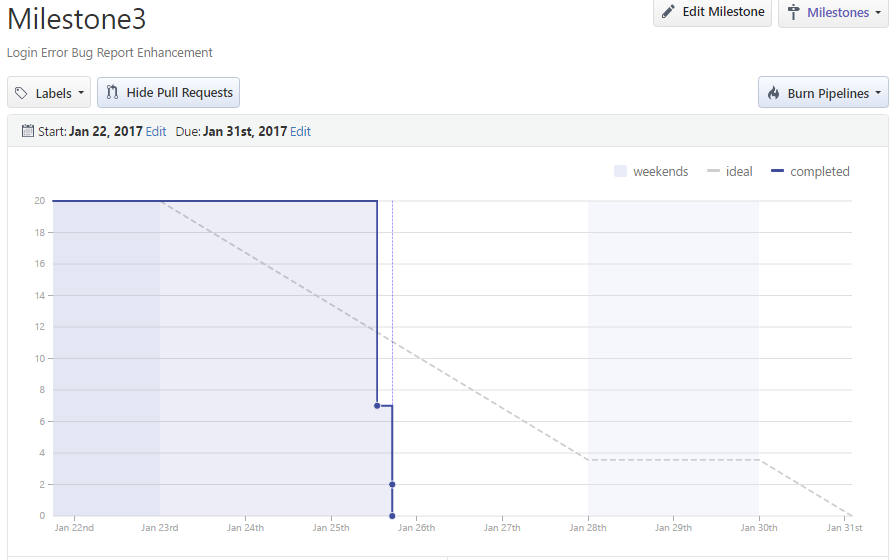 Milestone3
Edit Milestone
Milestones
Login Error Bug Report Enhancement
Labels
Hide Pull Requests
Burn Pipelines
Start: Jan 22, 2017 Edit Due: Jan 31st, 2017 Edit
weekends
ideal
completed
20
18
16
14
12
10
8
6
4
2
0
Jan 22nd
Jan 23rd
Jan 24th
Jan 25th
Jan 26th
Jan 27th
Jan 28th
Jan 29th
Jan 30th
Jan 31st